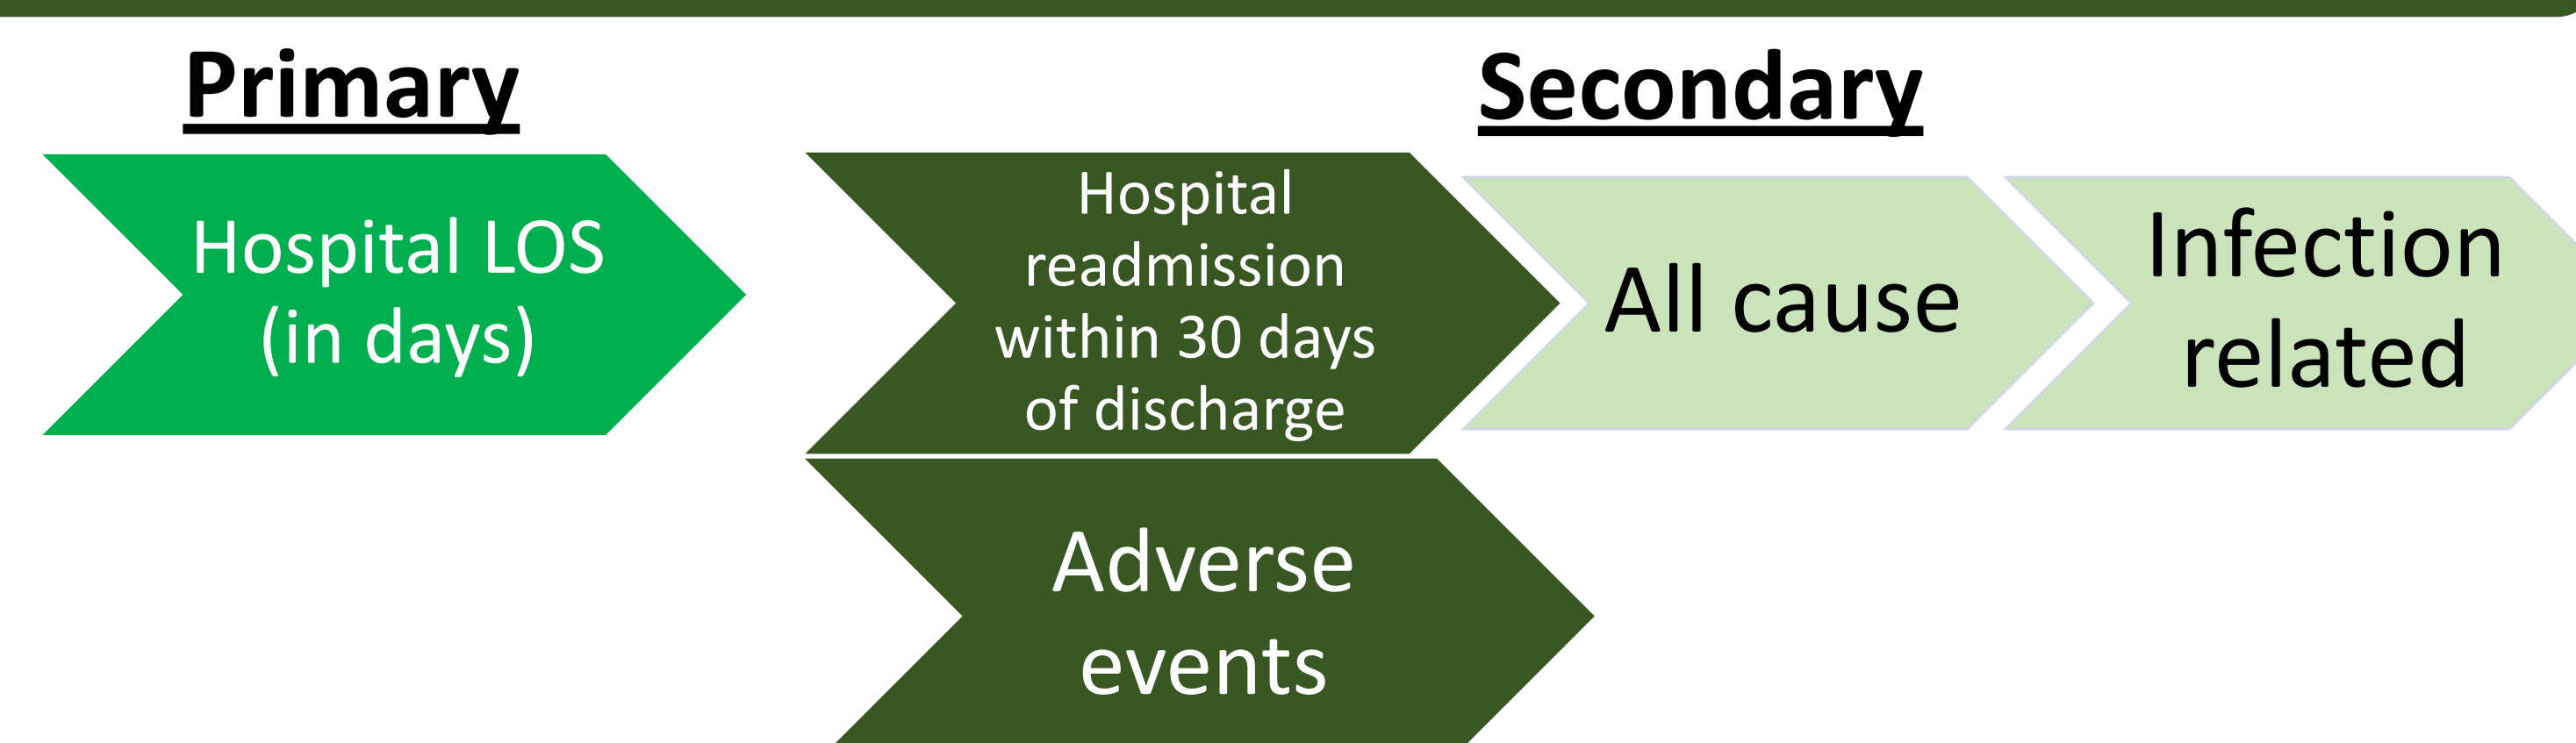 Primary
Hospital LOS
(in days)
Secondary
Hospital
readmission
within 30 days
of discharge
All cause
Infection
related
Adverse
events